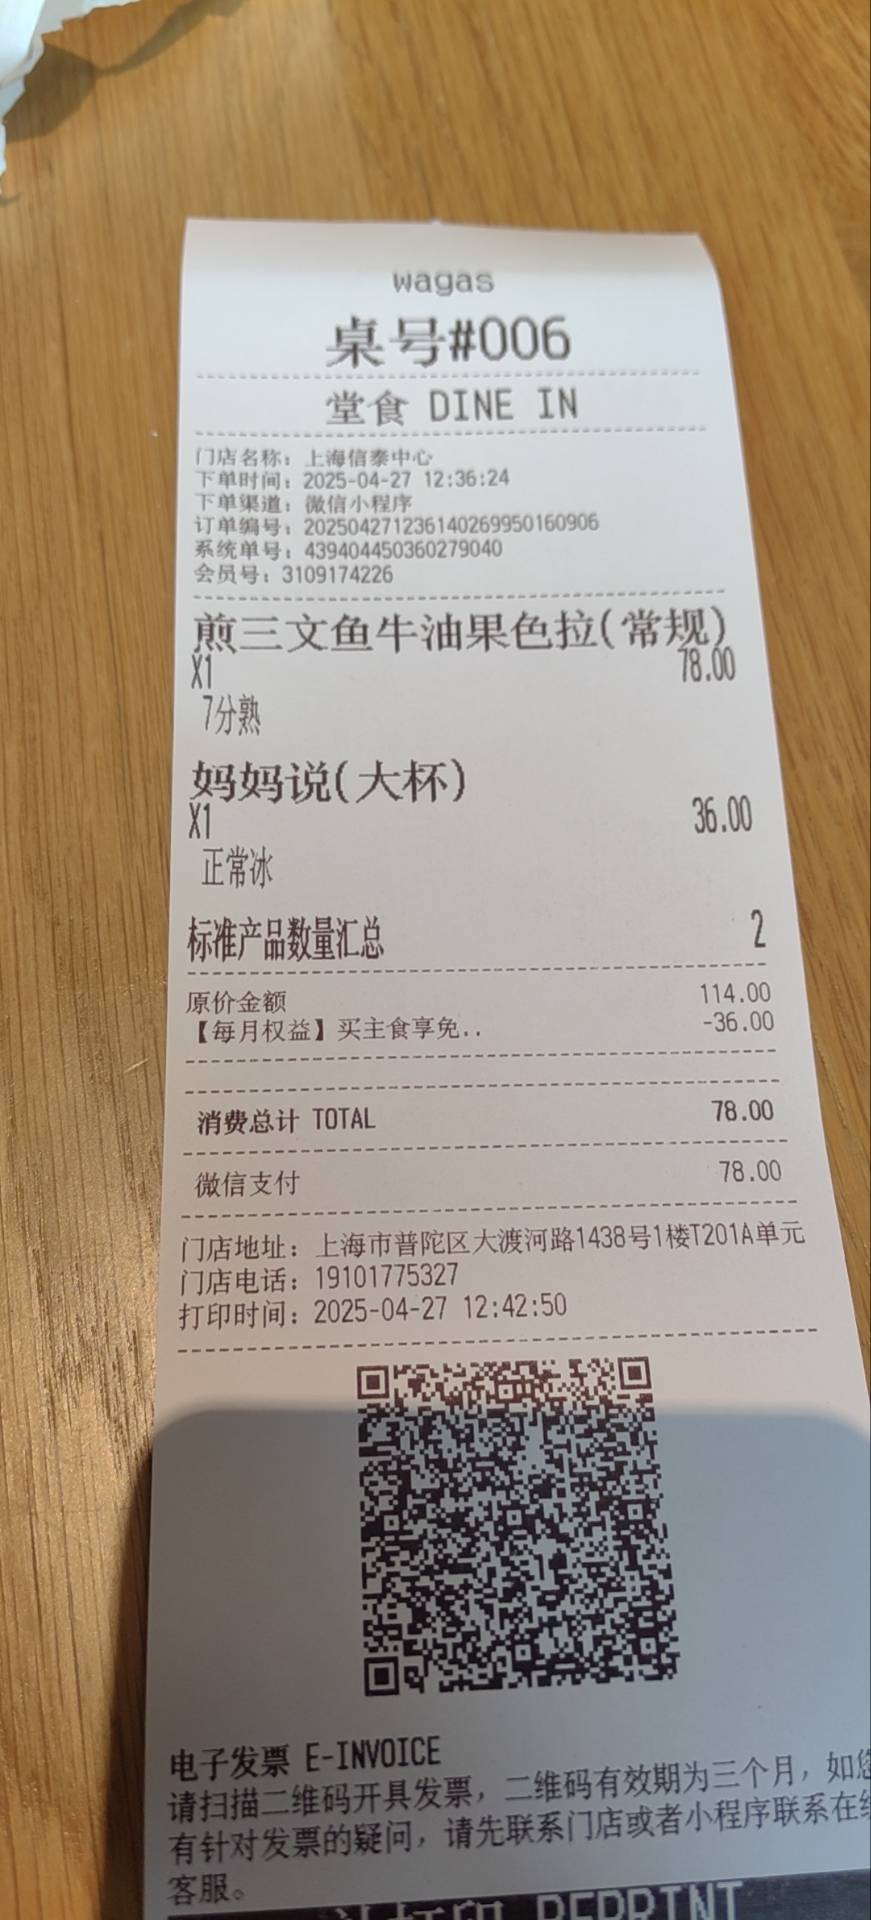 wagas
桌号#006
堂食 DINE IN
门店名称：上海信泰中心
下单时间：2025-04-27 12:36:24
下单渠道：微信小程序
订单编号：2025042712361402699501609​06
系统单号：439404450360279040
会员号：3109174226
煎三文鱼牛油果色拉(常规)
X1 78.00
7分熟
妈妈说(大杯)
X1 36.00
正常冰
标准产品数量汇总 2
原价金额 114.00
【每月权益】买主食享免.. -36.00
消费总计 TOTAL 78.00
微信支付 78.00
门店地址：上海市普陀区大渡河路1438号1楼T201A单元
门店电话：19101775327
打印时间：2025-04-27 12:42:50
电子发票 E-INVOICE
请扫描二维码开具发票，二维码有效期为三个月，如您
有针对发票的疑问，请先联系门店或者小程序联系在线
客服。
REPRINT